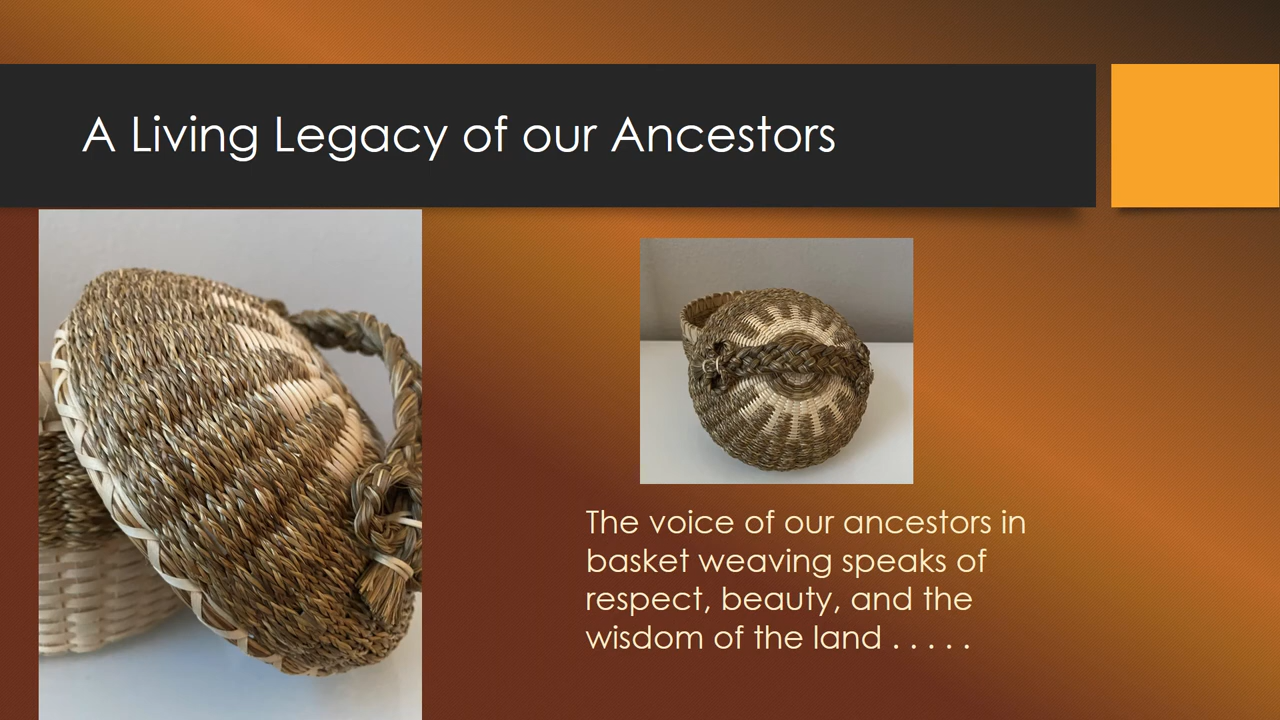 A Living Legacy of our Ancestors
The voice of our ancestors in
basket weaving speaks of
respect, beauty, and the
wisdom of the land . . . . .